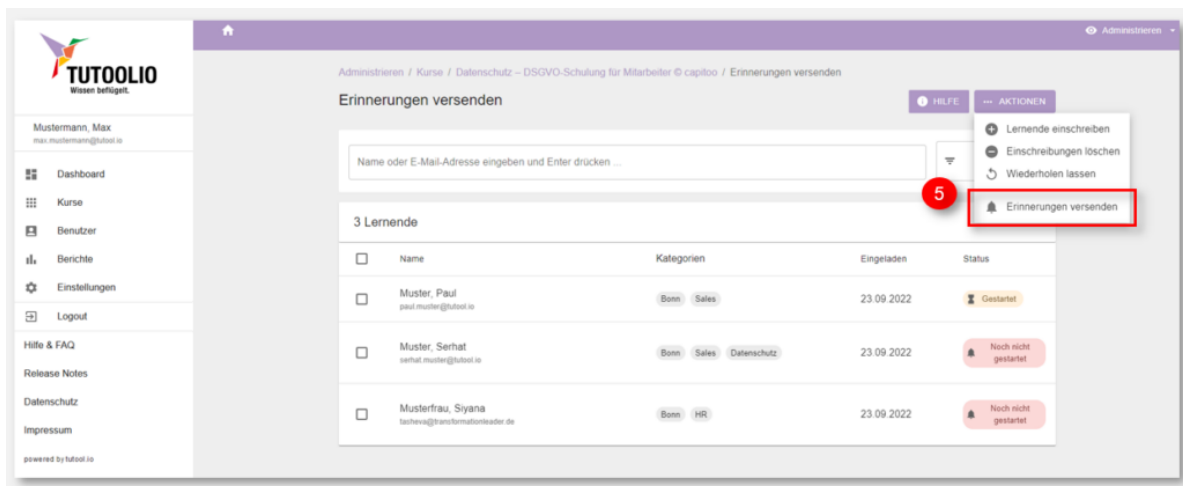 TUTOOLIO
Wissen beflügelt.
Mustermann, Max
max.mustermann@tutool.io
Dashboard
Kurse
Benutzer
Berichte
Einstellungen
Logout
Hilfe & FAQ
Release Notes
Datenschutz
Impressum
powered by tutool.io
Administrieren
Administrieren / Kurse / Datenschutz – DSGVO-Schulung für Mitarbeiter © capitoo / Erinnerungen versenden
Erinnerungen versenden
HILFE
AKTIONEN
Lernende einschreiben
Einschreibungen löschen
Wiederholen lassen
5
Erinnerungen versenden
Name oder E-Mail-Adresse eingeben und Enter drücken ...
3 Lernende
Name Kategorien Eingeladen Status
Muster, Paul Bonn Sales 23.09.2022 Gestartet
paul.muster@tutool.io
Muster, Serhat Bonn Sales Datenschutz 23.09.2022 Noch nicht gestartet
serhat.muster@tutool.io
Musterfrau, Siyana Bonn HR 23.09.2022 Noch nicht gestartet
tasheva@transformationleader.de